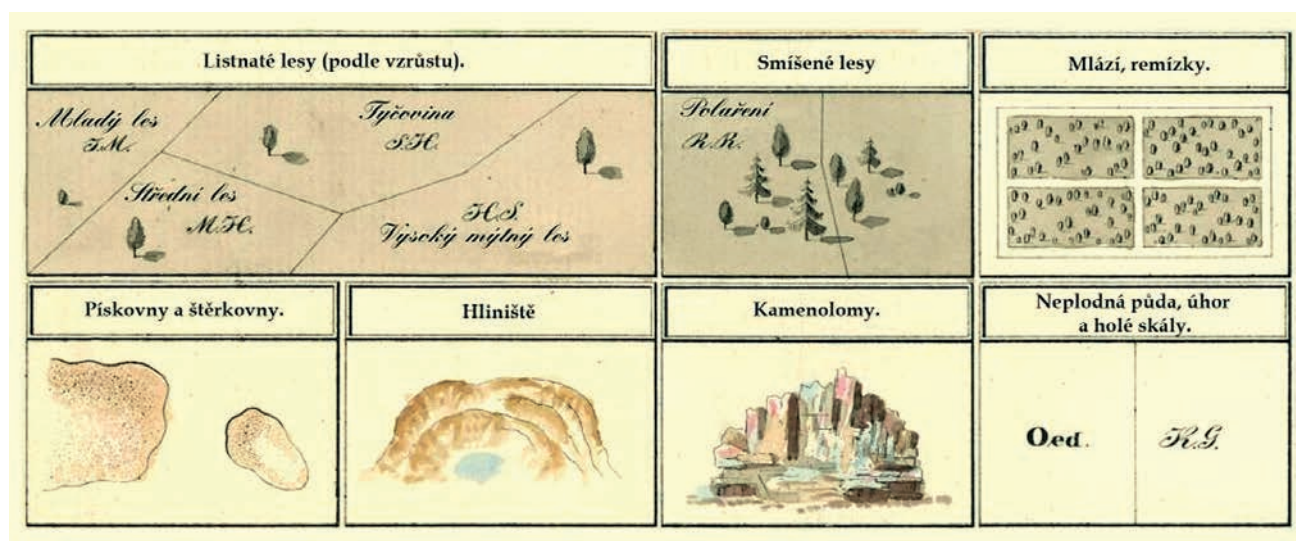 Listnaté lesy (podle vzrůstu).
Smíšené lesy
Mlází, remízky.
Mladý les
J.M.
Tyčovina
S.H.
Střední les
M.H.
H.S.
Výsoký mýtný les
Polaření
R.R.
Pískovny a štěrkovny.
Hliniště
Kamenolomy.
Neplodná půda, úhor
a holé skály.
Oed.
K.G.